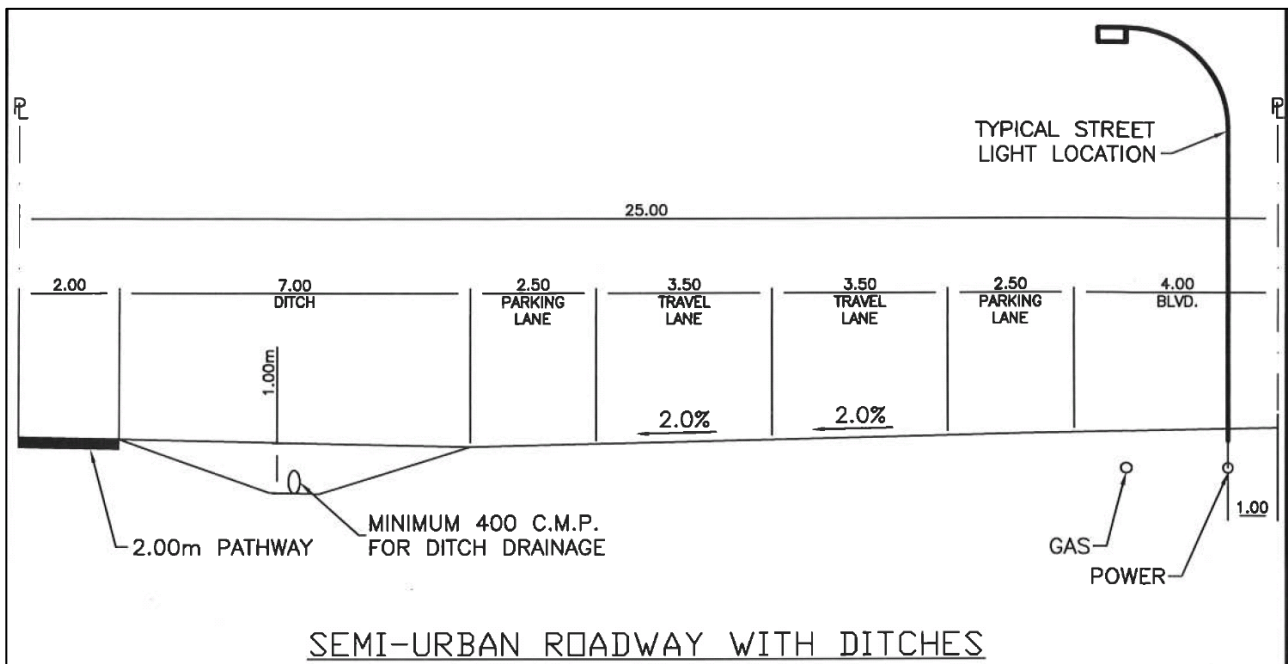 PL
PL
TYPICAL STREET
LIGHT LOCATION
25.00
2.00
7.00
DITCH
2.50
PARKING
LANE
3.50
TRAVEL
LANE
3.50
TRAVEL
LANE
2.50
PARKING
LANE
4.00
BLVD.
1.00m
2.0%
2.0%
2.00m PATHWAY
MINIMUM 400 C.M.P.
FOR DITCH DRAINAGE
GAS
POWER
1.00
SEMI-URBAN ROADWAY WITH DITCHES